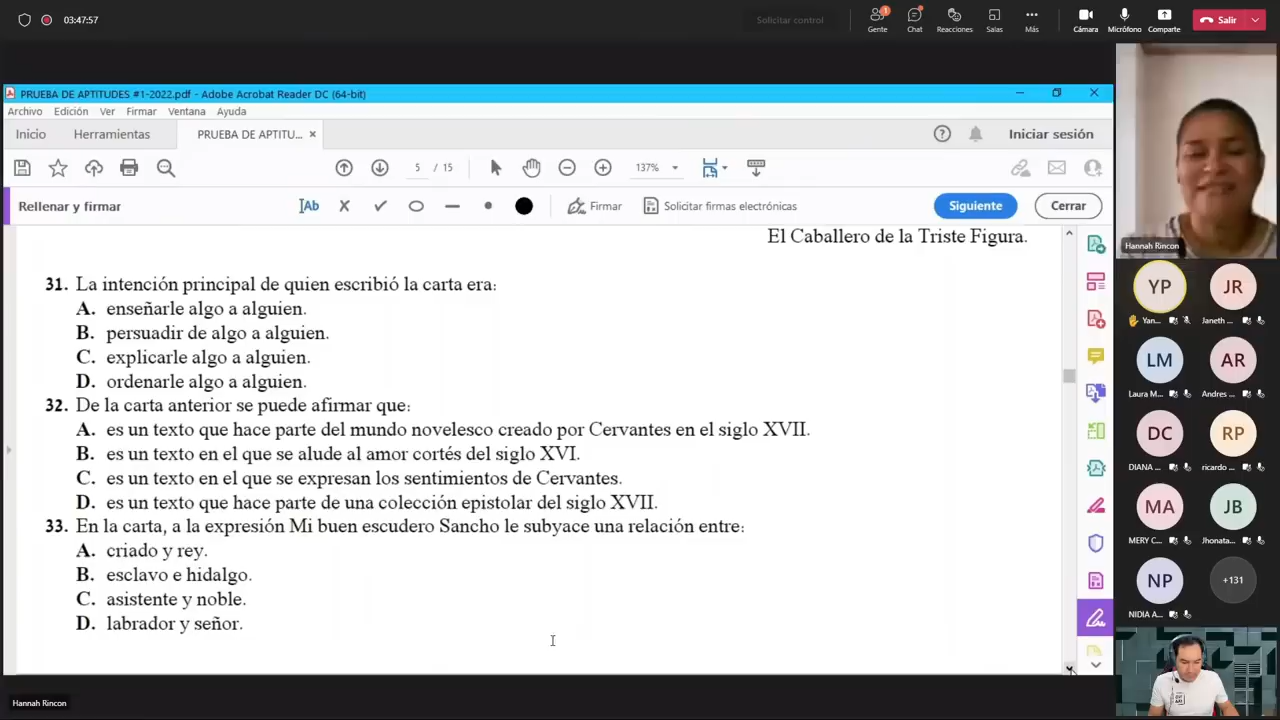 03:47:57
Solicitar control
1
Gente
Chat
Reacciones
Salas
Más
Cámara
Micrófono
Comparte
Salir
PRUEBA DE APTITUDES #1-2022.pdf - Adobe Acrobat Reader DC (64-bit)
Archivo Edición Ver Firmar Ventana Ayuda
Inicio Herramientas PRUEBA DE APTITU... × Iniciar sesión
5 / 15 137%
Rellenar y firmar Ab Firmar Solicitar firmas electrónicas Siguiente Cerrar
El Caballero de la Triste Figura.
31. La intención principal de quien escribió la carta era:
A. enseñarle algo a alguien.
B. persuadir de algo a alguien.
C. explicarle algo a alguien.
D. ordenarle algo a alguien.
32. De la carta anterior se puede afirmar que:
A. es un texto que hace parte del mundo novelesco creado por Cervantes en el siglo XVII.
B. es un texto en el que se alude al amor cortés del siglo XVI.
C. es un texto en el que se expresan los sentimientos de Cervantes.
D. es un texto que hace parte de una colección epistolar del siglo XVII.
33. En la carta, a la expresión Mi buen escudero Sancho le subyace una relación entre:
A. criado y rey.
B. esclavo e hidalgo.
C. asistente y noble.
D. labrador y señor.
Hannah Rincon
YP JR
Yan... Janeth ...
LM AR
Laura M... Andres ...
DC RP
DIANA ... ricardo ...
MA JB
MERY C... Jhonata...
NP +131
NIDIA A...
Hannah Rincon